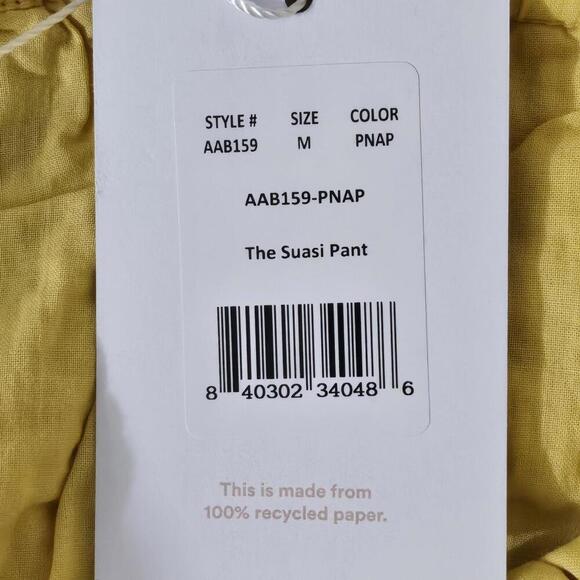 STYLE # SIZE COLOR
AAB159 M PNAP
AAB159-PNAP
The Suasi Pant
8 40302 34048 6
This is made from
100% recycled paper.